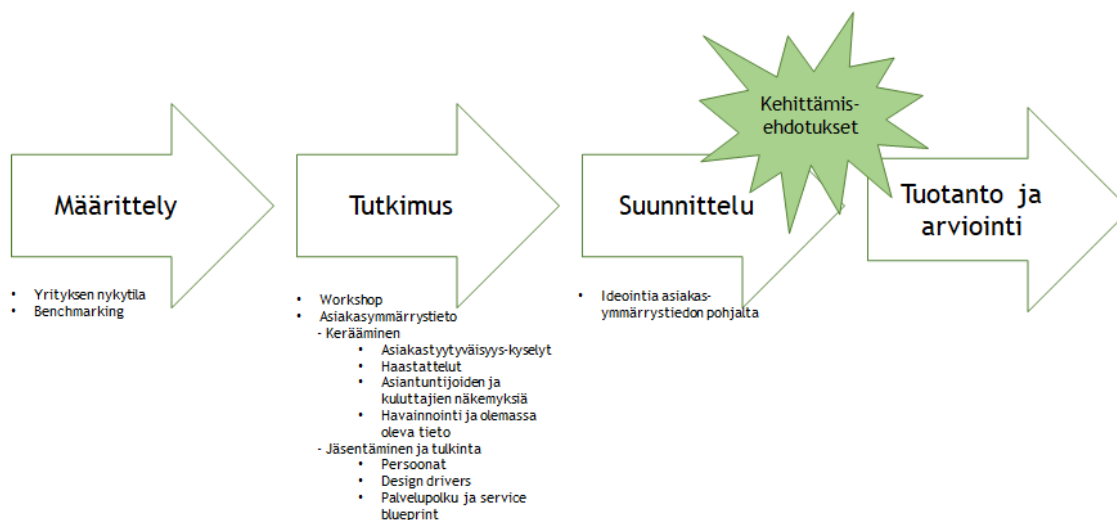 Kehittämis-
ehdotukset
Määrittely
Tutkimus
Suunnittelu
Tuotanto ja
arviointi
• Yrityksen nykytila
• Benchmarking
• Workshop
• Asiakasymmärrystieto
- Kerääminen
• Asiakastyytyväisyys-kyselyt
• Haastattelut
• Asiantuntijoiden ja
kuluttajien näkemyksiä
• Havainnointi ja olemassa
oleva tieto
- Jäsentäminen ja tulkinta
• Persoonat
• Design drivers
• Palvelupolku ja service
blueprint
• Ideointia asiakas-
ymmärrystiedon pohjalta